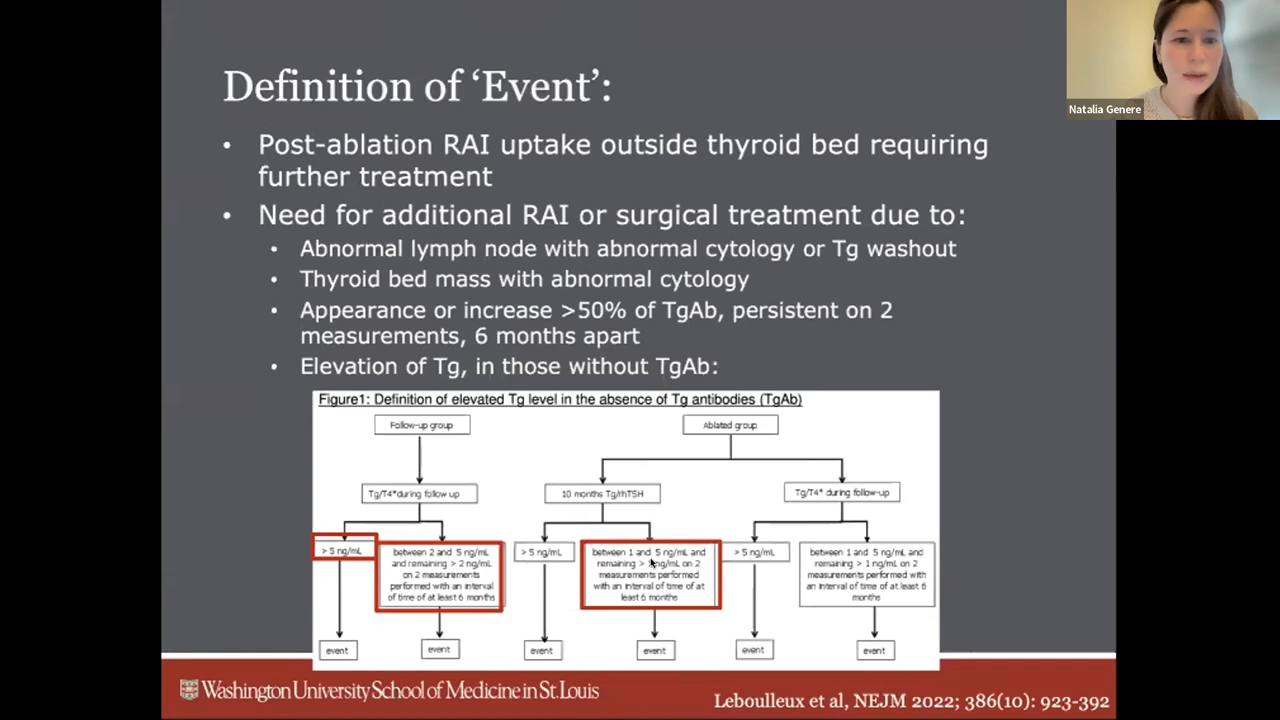 Definition of ‘Event’:
Natalia Genere
• Post-ablation RAI uptake outside thyroid bed requiring
further treatment
• Need for additional RAI or surgical treatment due to:
• Abnormal lymph node with abnormal cytology or Tg washout
• Thyroid bed mass with abnormal cytology
• Appearance or increase >50% of TgAb, persistent on 2
measurements, 6 months apart
• Elevation of Tg, in those without TgAb:
Figure1: Definition of elevated Tg level in the absence of Tg antibodies (TgAb)
Follow-up group
Ablated group
Tg/T4*during follow up
10 months Tg/rhTSH
Tg/T4* during follow-up
> 5 ng/mL
between 2 and 5 ng/mL
and remaining > 2 ng/mL
on 2 measurements
performed with an interval
of time of at least 6 months
> 5 ng/mL
between 1 and 5 ng/mL and
remaining > ng/mL on 2
measurements performed
with an interval of time of at
least 6 months
> 5 ng/mL
between 1 and 5 ng/mL and
remaining > 1 ng/mL on 2
measurements performed with
an interval of time of at least 6
months
event
event
event
event
event
event
Washington University School of Medicine in St. Louis
Leboulleux et al, NEJM 2022; 386(10): 923-392